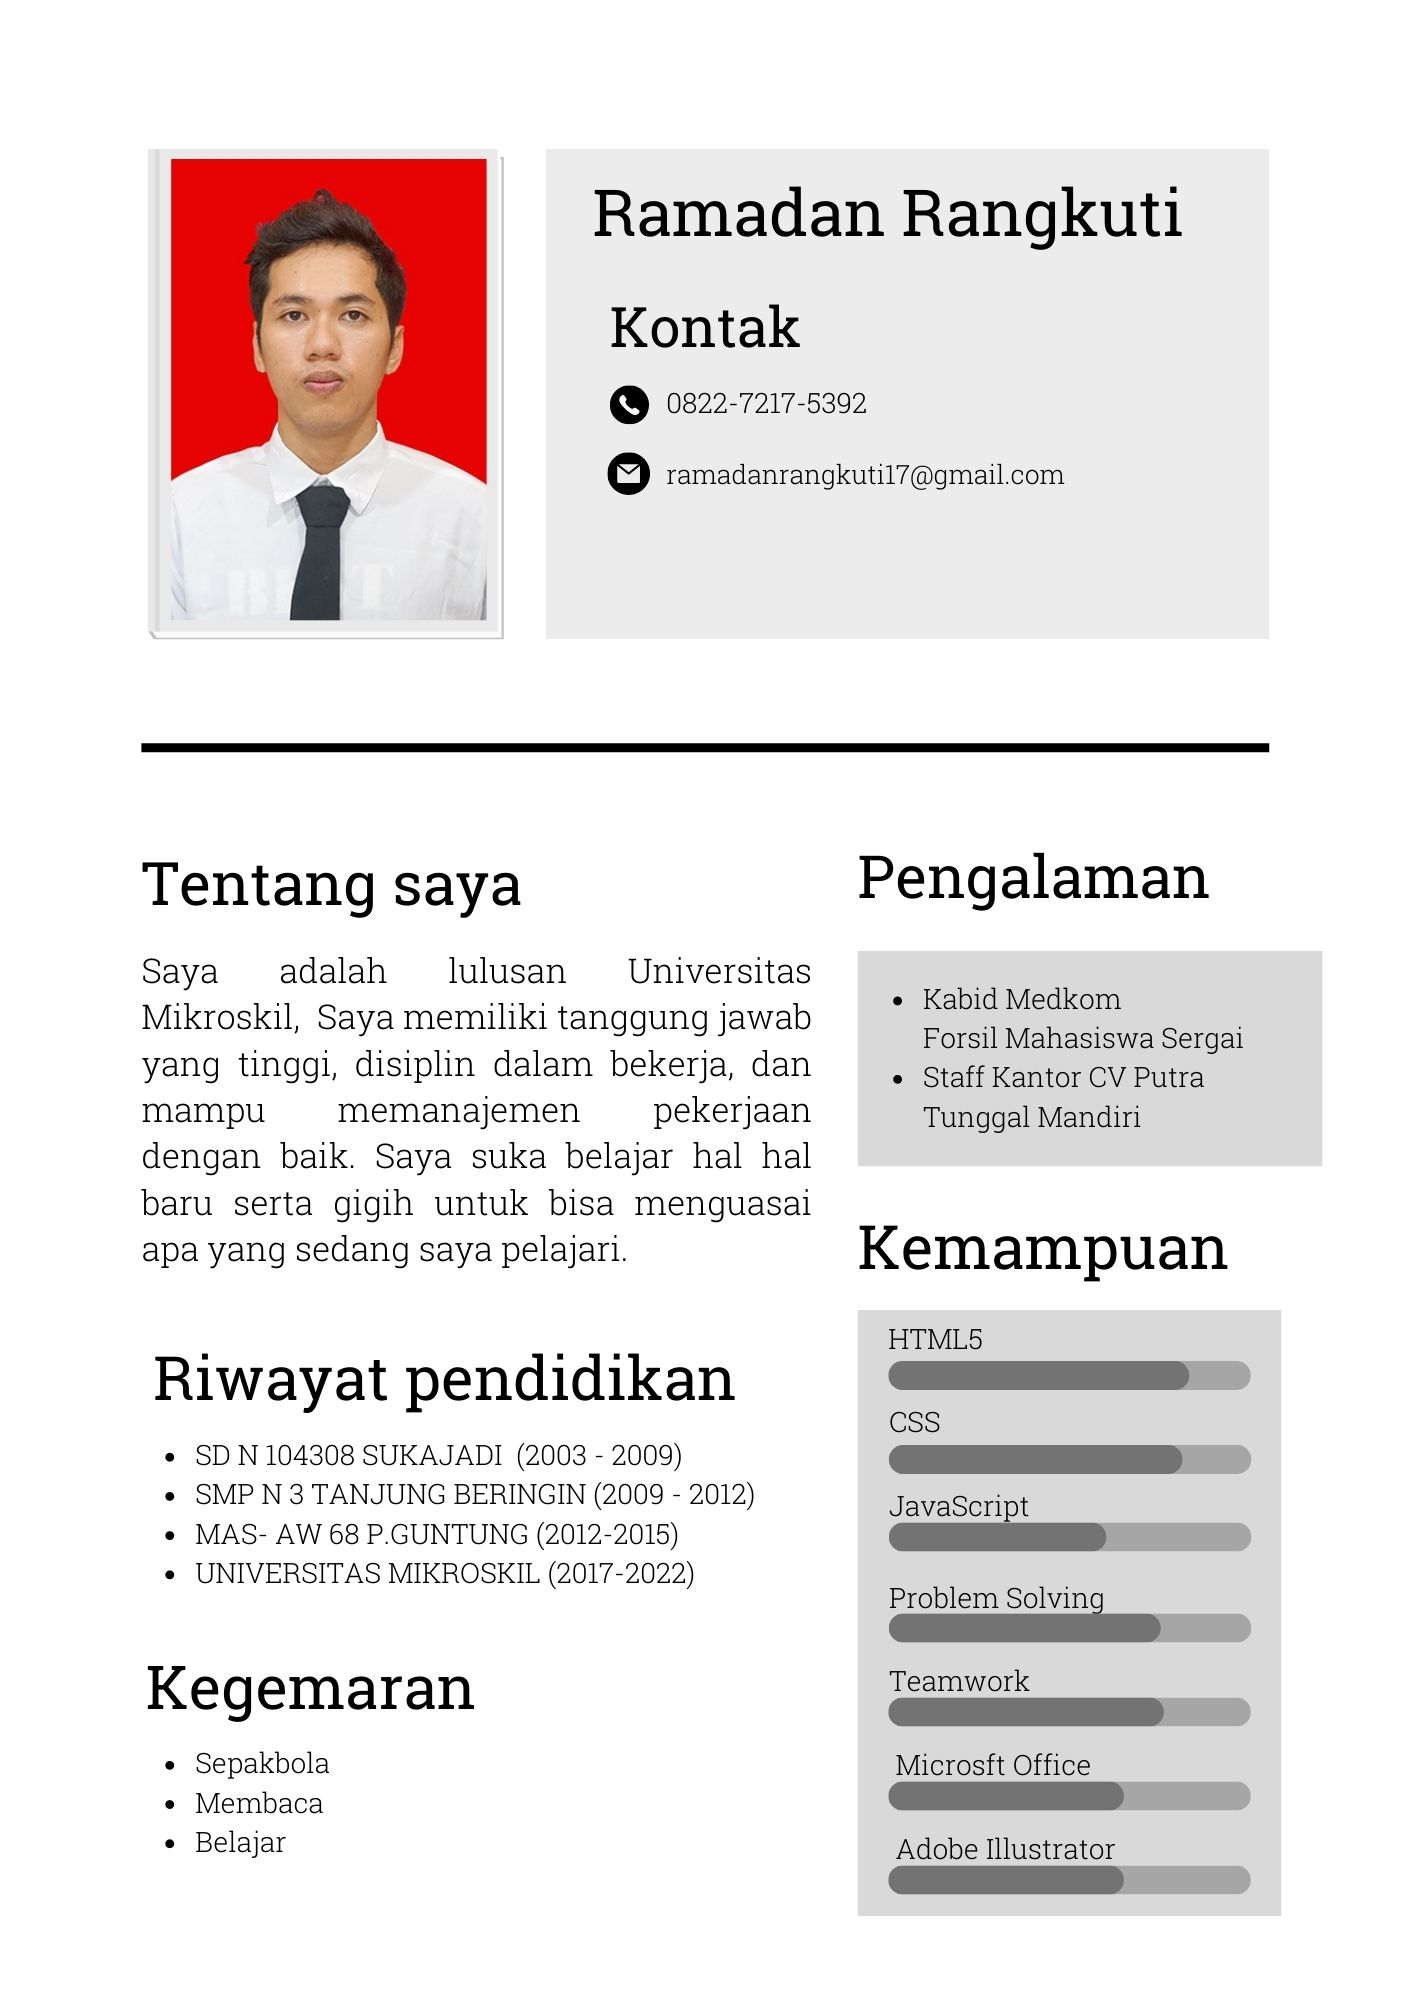 Ramadan Rangkuti
Kontak
0822-7217-5392
ramadanrangkuti17@gmail.com
Tentang saya
Saya adalah lulusan Universitas
Mikroskil, Saya memiliki tanggung jawab
yang tinggi, disiplin dalam bekerja, dan
mampu memanajemen pekerjaan
dengan baik. Saya suka belajar hal hal
baru serta gigih untuk bisa menguasai
apa yang sedang saya pelajari.
Riwayat pendidikan
SD N 104308 SUKAJADI (2003 - 2009)
SMP N 3 TANJUNG BERINGIN (2009 - 2012)
MAS- AW 68 P.GUNTUNG (2012-2015)
UNIVERSITAS MIKROSKIL (2017-2022)
Kegemaran
Sepakbola
Membaca
Belajar
Pengalaman
Kabid Medkom
Forsil Mahasiswa Sergai
Staff Kantor CV Putra
Tunggal Mandiri
Kemampuan
HTML5
CSS
JavaScript
Problem Solving
Teamwork
Microsft Office
Adobe Illustrator